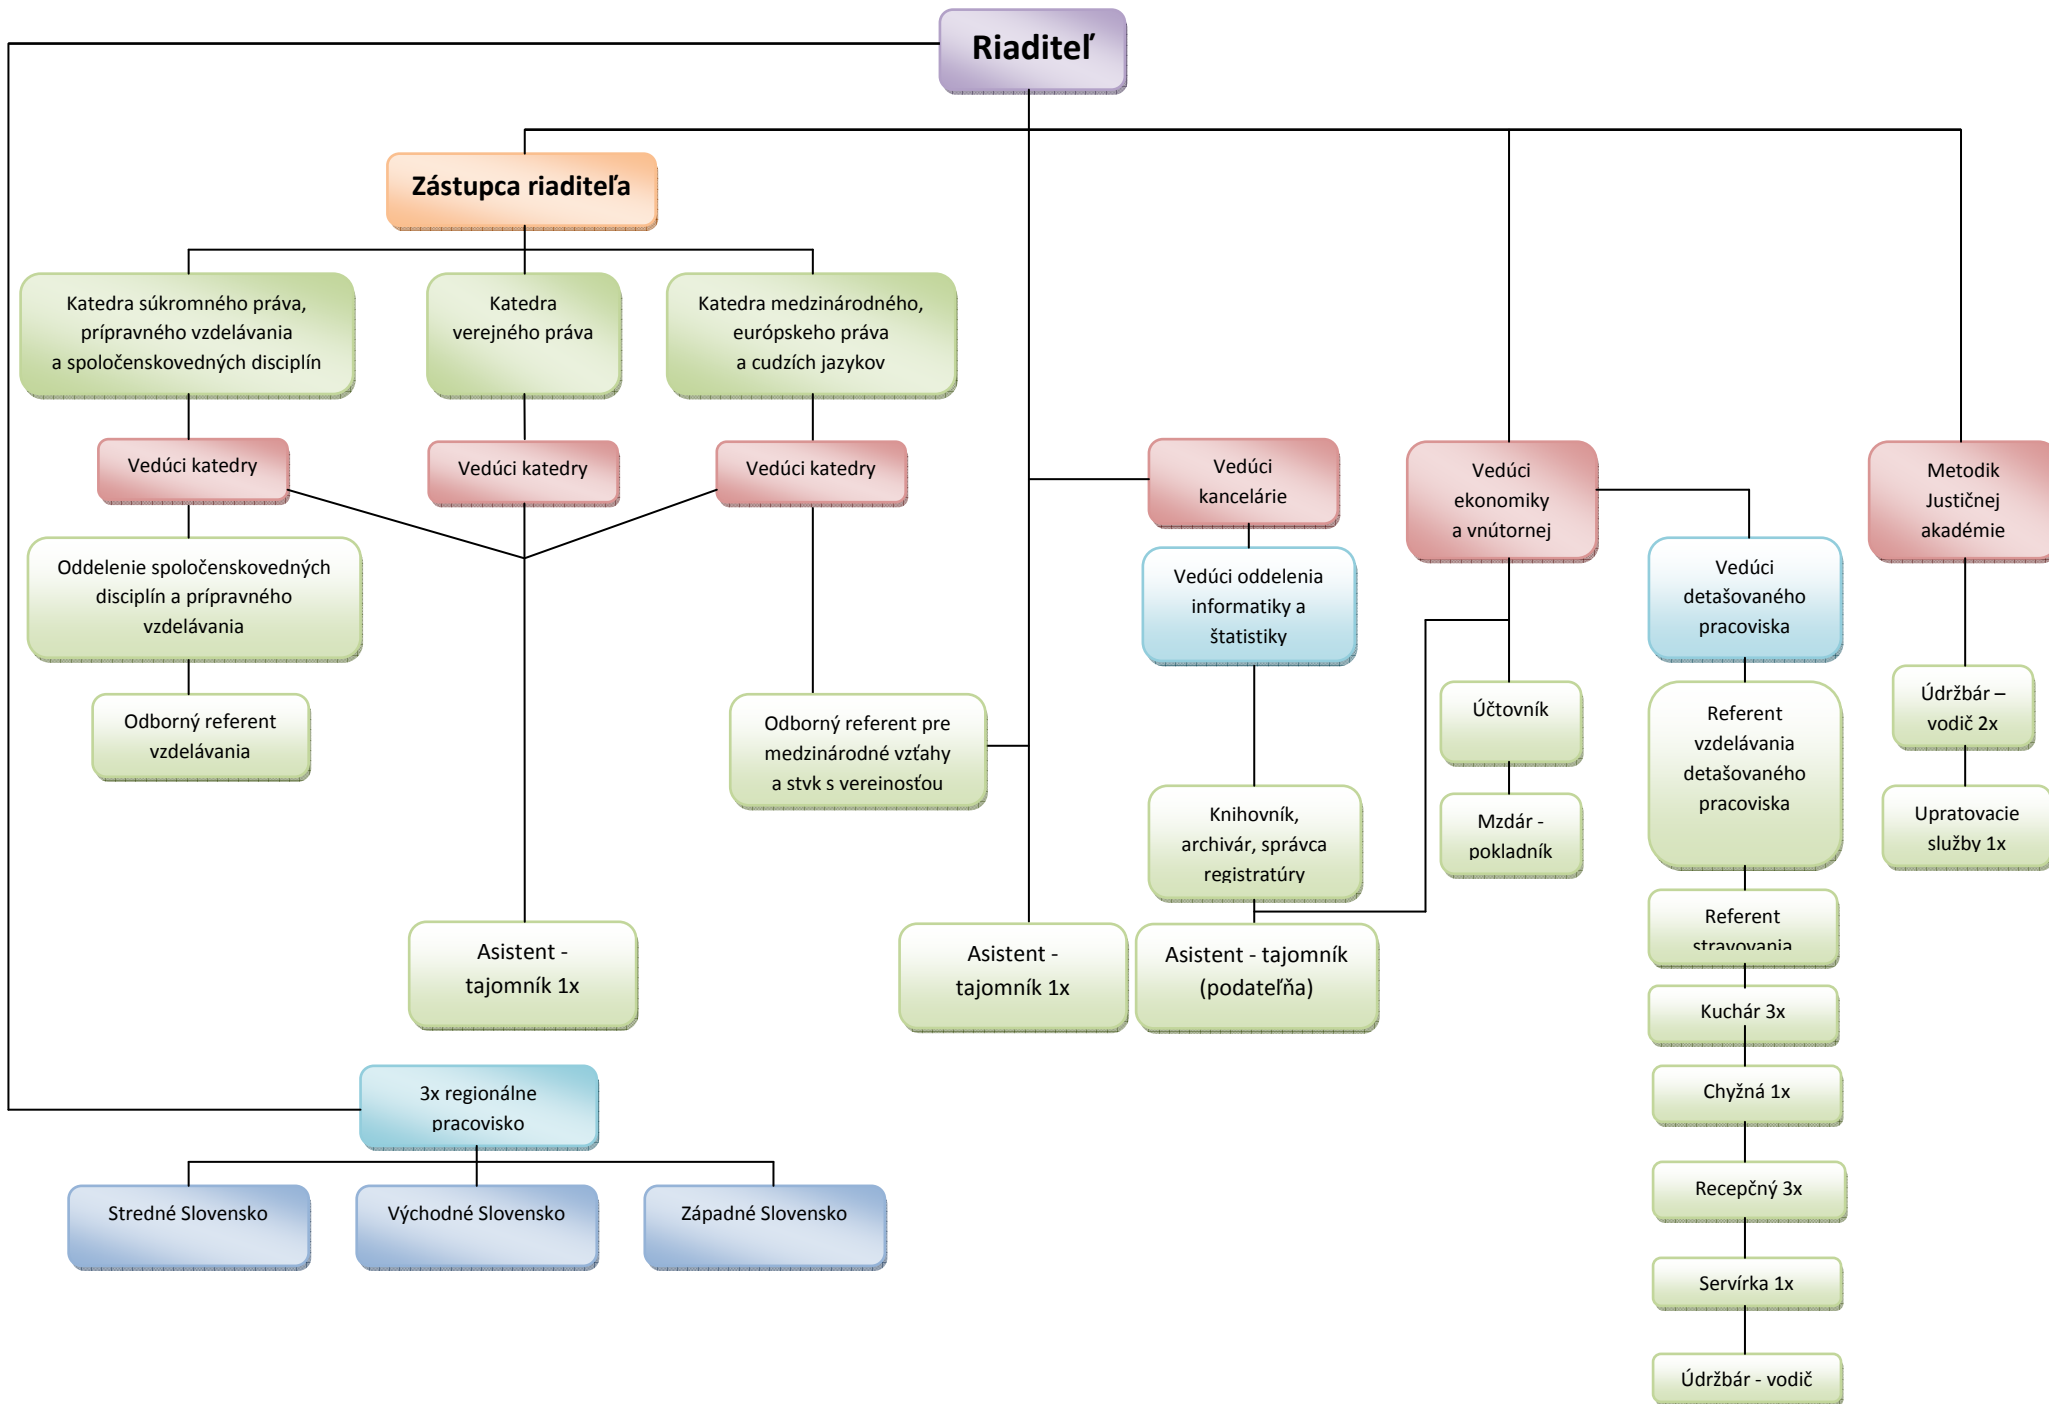 Riaditeľ
Zástupca riaditeľa
Katedra súkromného práva,
prípravného vzdelávania
a spoločenskovedných disciplín
Katedra
verejného práva
Katedra medzinárodného,
európskeho práva
a cudzích jazykov
Vedúci katedry
Vedúci katedry
Vedúci katedry
Vedúci
kancelárie
Vedúci
ekonomiky
a vnútornej
Metodik
Justičnej
akadémie
Oddelenie spoločenskovedných
disciplín a prípravného
vzdelávania
Vedúci oddelenia
informatiky a
štatistiky
Vedúci
detašovaného
pracoviska
Odborný referent
vzdelávania
Odborný referent pre
medzinárodné vzťahy
a styk s verejnosťou
Účtovník
Referent
vzdelávania
detašovaného
pracoviska
Údržbár –
vodič 2x
Knihovník,
archivár, správca
registratúry
Mzdár -
pokladník
Upratovacie
služby 1x
Asistent -
tajomník 1x
Asistent -
tajomník 1x
Asistent - tajomník
(podateľňa)
Referent
stravovania
Kuchár 3x
Chyžná 1x
Recepčný 3x
Servírka 1x
Údržbár - vodič
3x regionálne
pracovisko
Stredné Slovensko
Východné Slovensko
Západné Slovensko